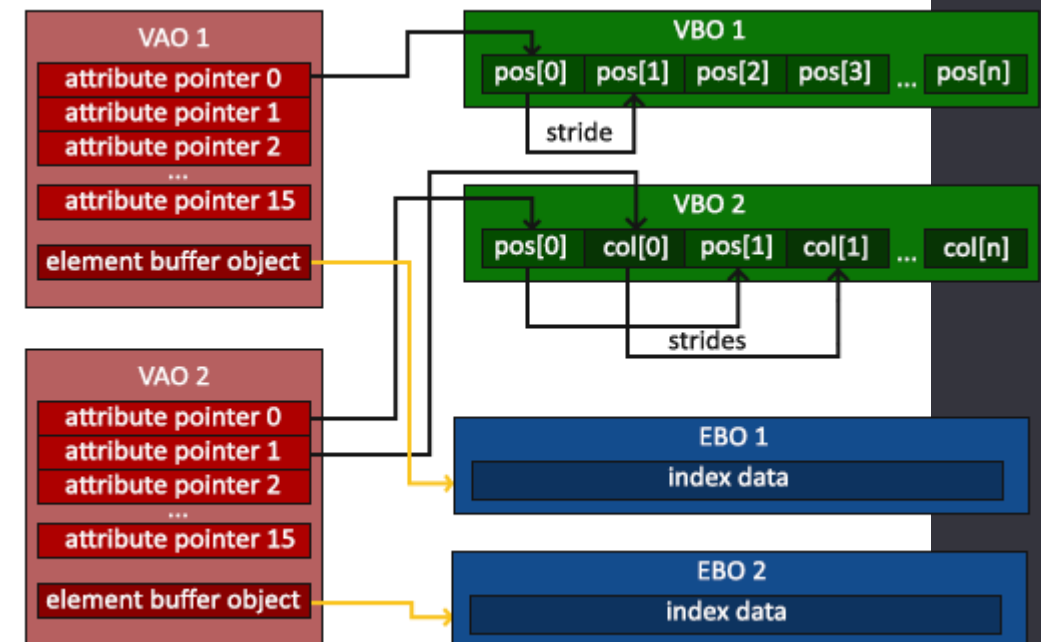 VAO 1
attribute pointer 0
attribute pointer 1
attribute pointer 2
...
attribute pointer 15
element buffer object
VBO 1
pos[0] pos[1] pos[2] pos[3] ... pos[n]
stride
VBO 2
pos[0] col[0] pos[1] col[1] ... col[n]
strides
VAO 2
attribute pointer 0
attribute pointer 1
attribute pointer 2
...
attribute pointer 15
element buffer object
EBO 1
index data
EBO 2
index data